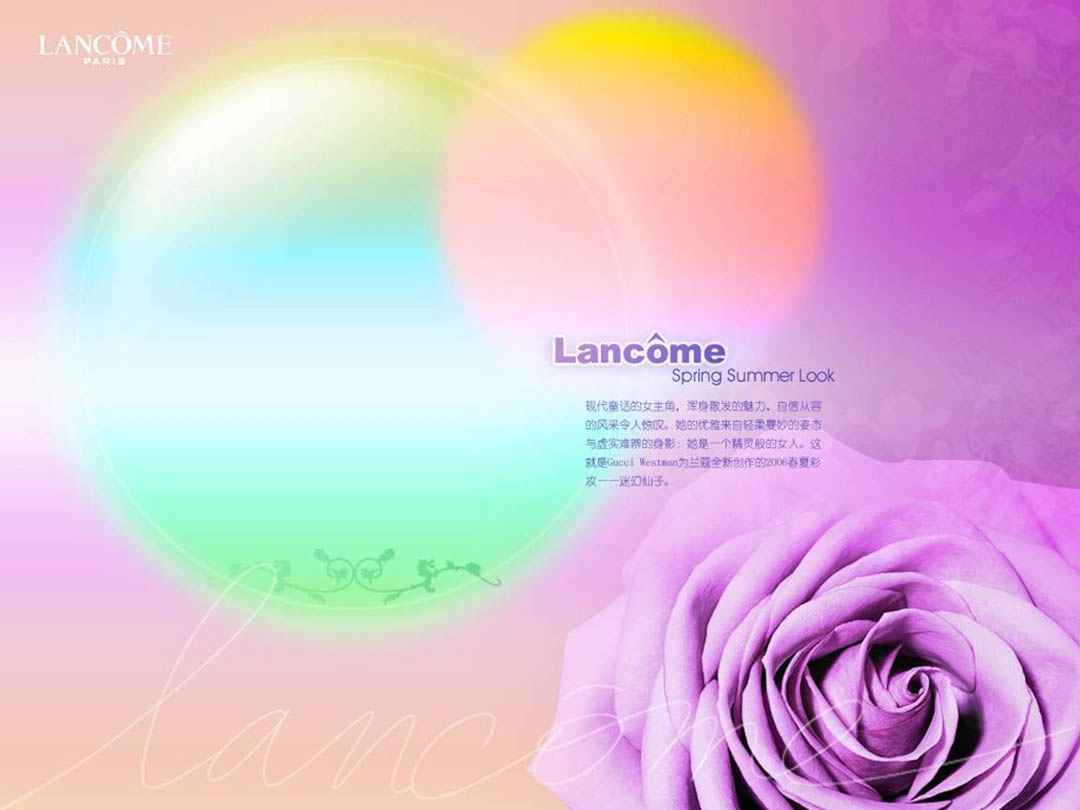 LANCÔME
PARIS
Lancôme
Spring Summer Look
现代童话的女主角，浑身散发的魅力、自信从容
的风采令人惊叹。她的优雅来自轻柔曼妙的姿态
与虚实难辨的身影；她是一个精灵般的女人。这
就是Gucci Westman为兰蔻全新创作的2006春夏彩
妆——迷幻仙子。
lancôme